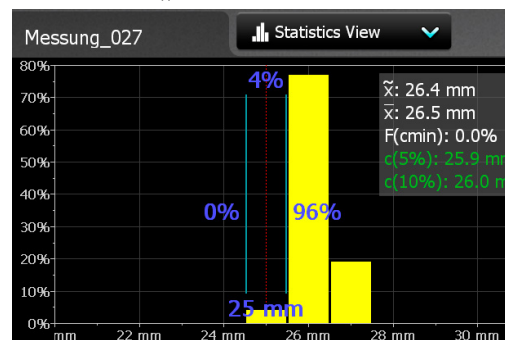 Messung_027
Statistics View
80%
70%
60%
50%
40%
30%
20%
10%
0%
4%
0%
96%
25 mm
x̃: 26.4 mm
x̅: 26.5 mm
F(cmin): 0.0%
c(5%): 25.9 mm
c(10%): 26.0 m
mm
22 mm
24 mm
26 mm
28 mm
30 mm